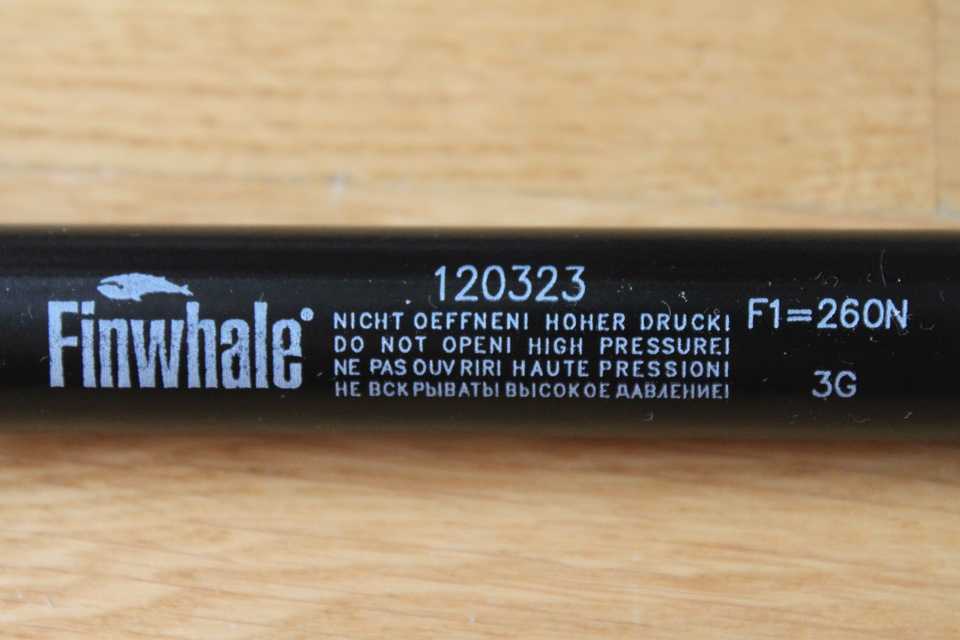 Finwhale®
120323
NICHT OEFFNEN! HOHER DRUCK!
DO NOT OPEN! HIGH PRESSURE!
NE PAS OUVRIR! HAUTE PRESSION!
НЕ ВСКРЫВАТЬ! ВЫСОКОЕ ДАВЛЕНИЕ!
F1=260N
3G